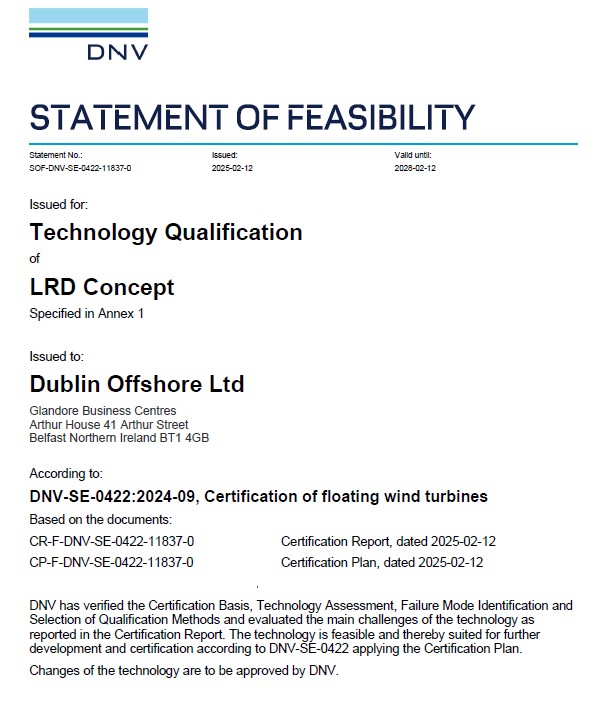 DNV
STATEMENT OF FEASIBILITY
Statement No.: Issued: Valid until:
SOF-DNV-SE-0422-11837-0 2025-02-12 2028-02-12
Issued for:
Technology Qualification
of
LRD Concept
Specified in Annex 1
Issued to:
Dublin Offshore Ltd
Glandore Business Centres
Arthur House 41 Arthur Street
Belfast Northern Ireland BT1 4GB
According to:
DNV-SE-0422:2024-09, Certification of floating wind turbines
Based on the documents:
CR-F-DNV-SE-0422-11837-0 Certification Report, dated 2025-02-12
CP-F-DNV-SE-0422-11837-0 Certification Plan, dated 2025-02-12
DNV has verified the Certification Basis, Technology Assessment, Failure Mode Identification and
Selection of Qualification Methods and evaluated the main challenges of the technology as
reported in the Certification Report. The technology is feasible and thereby suited for further
development and certification according to DNV-SE-0422 applying the Certification Plan.
Changes of the technology are to be approved by DNV.